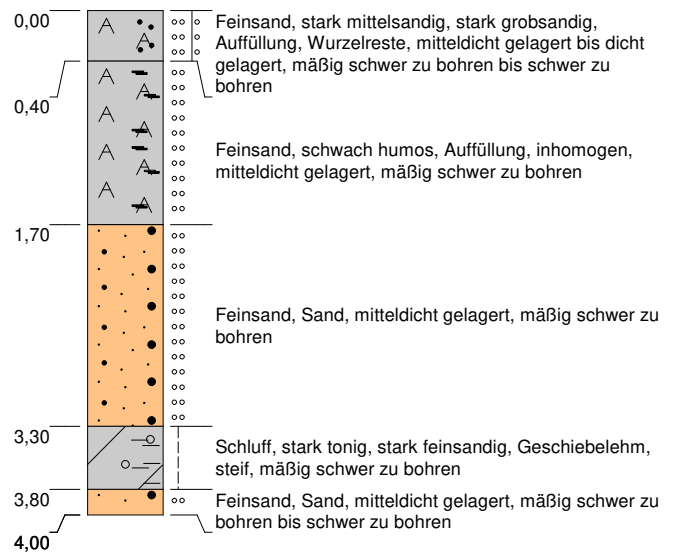 0,00
Feinsand, stark mittelsandig, stark grobsandig,
Auffüllung, Wurzelreste, mitteldicht gelagert bis dicht
gelagert, mäßig schwer zu bohren bis schwer zu
bohren
0,40
Feinsand, schwach humos, Auffüllung, inhomogen,
mitteldicht gelagert, mäßig schwer zu bohren
1,70
Feinsand, Sand, mitteldicht gelagert, mäßig schwer zu
bohren
3,30
Schluff, stark tonig, stark feinsandig, Geschiebelehm,
steif, mäßig schwer zu bohren
3,80
Feinsand, Sand, mitteldicht gelagert, mäßig schwer zu
bohren bis schwer zu bohren
4,00